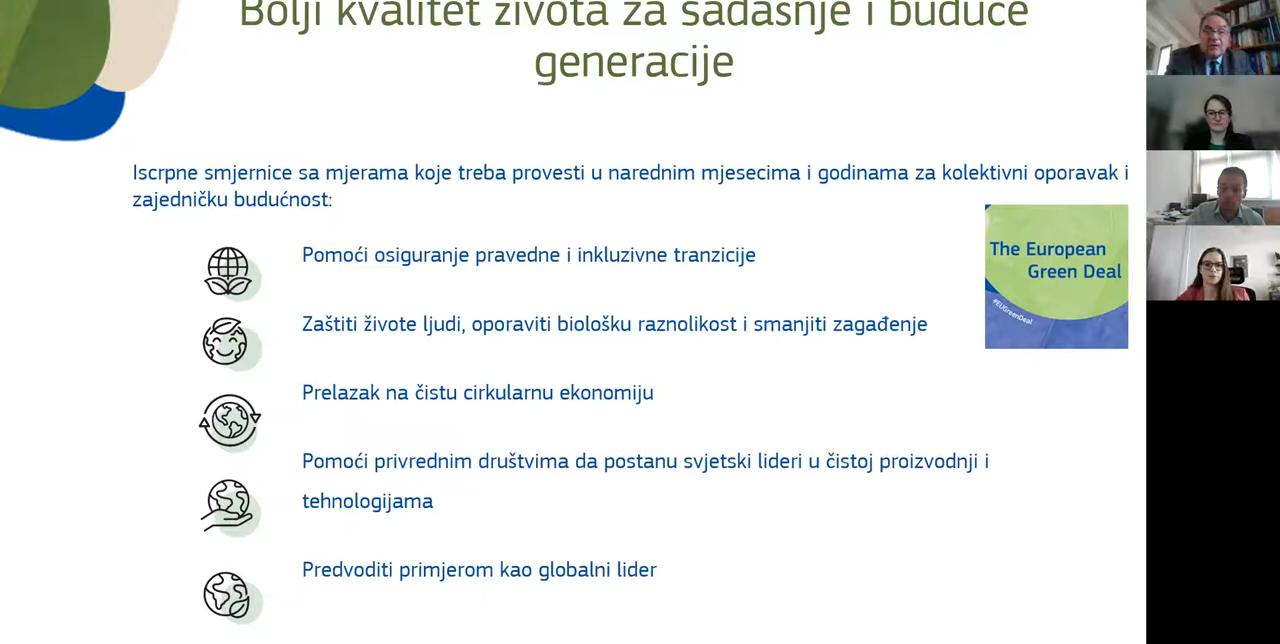 Bolji kvalitet života za sadašnje i buduće
generacije
Iscrpne smjernice sa mjerama koje treba provesti u narednim mjesecima i godinama za kolektivni oporavak i
zajedničku budućnost:
Pomoći osiguranje pravedne i inkluzivne tranzicije
The European
Green Deal
#EUGreenDeal
Zaštiti živote ljudi, oporaviti biološku raznolikost i smanjiti zagađenje
Prelazak na čistu cirkularnu ekonomiju
Pomoći privrednim društvima da postanu svjetski lideri u čistoj proizvodnji i
tehnologijama
Predvoditi primjerom kao globalni lider